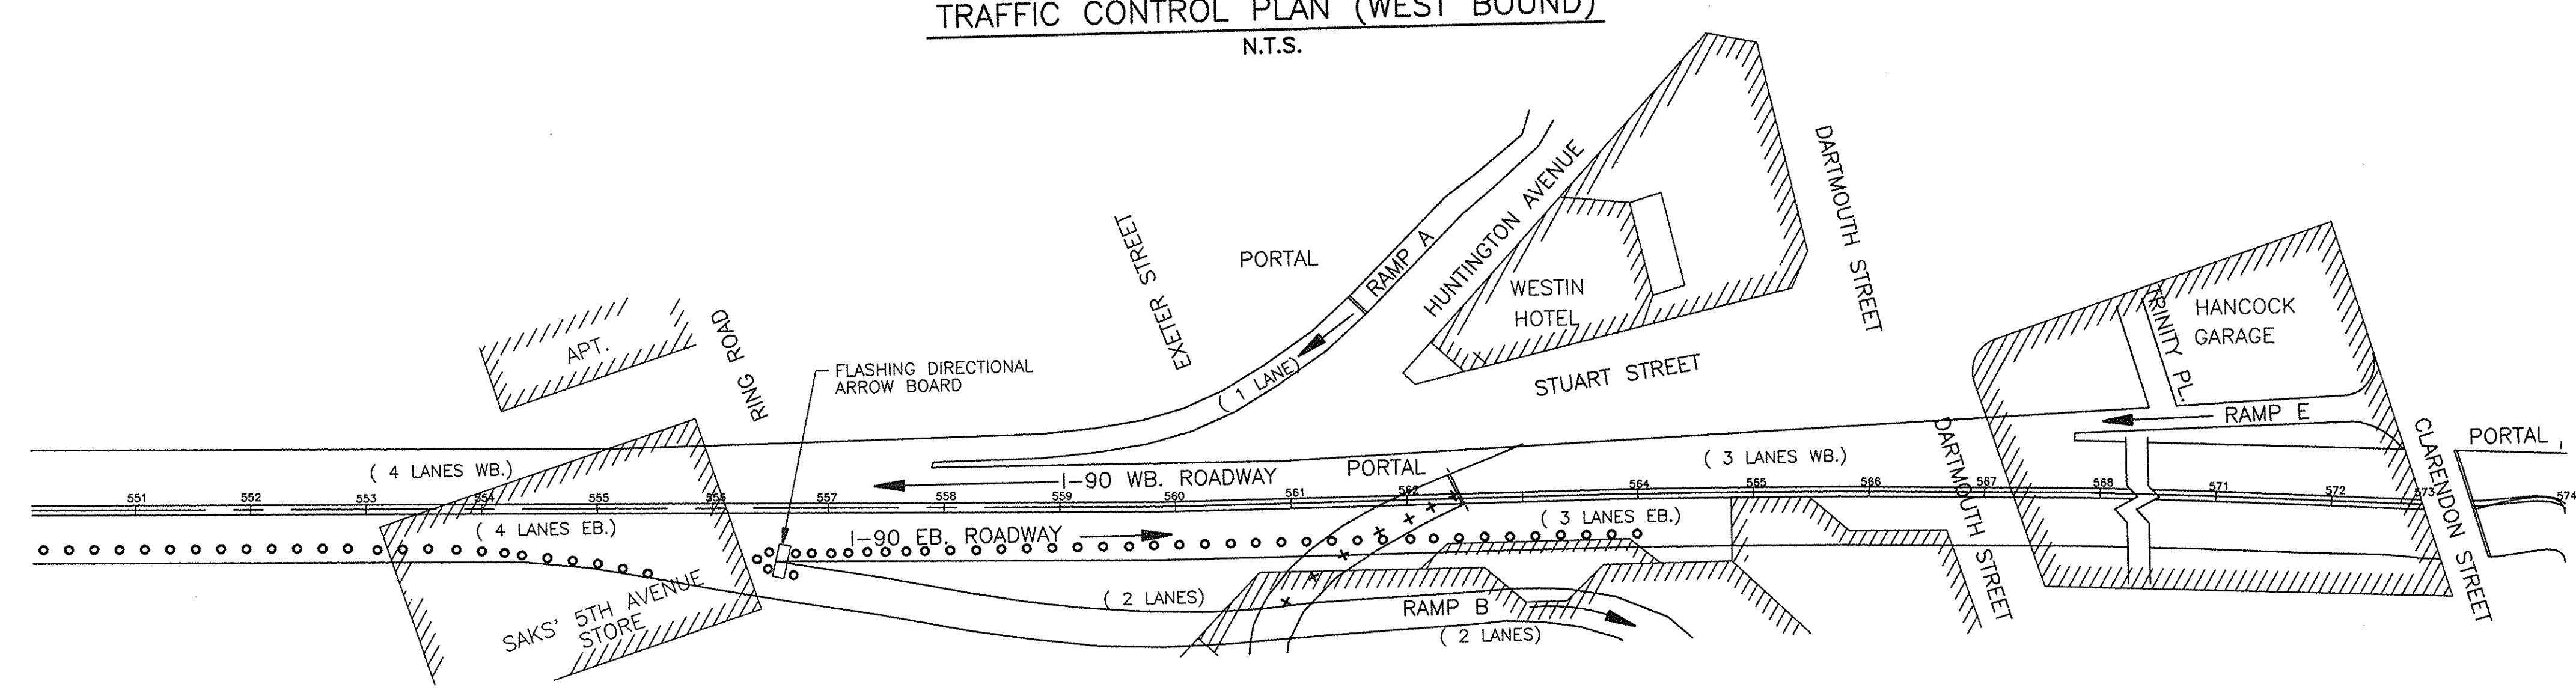 TRAFFIC CONTROL PLAN (WEST BOUND)
N.T.S.
DARTMOUTH STREET
HUNTINGTON AVENUE
EXETER STREET
PORTAL
RAMP A
WESTIN
HOTEL
TRINITY PL.
HANCOCK
GARAGE
APT.
RING ROAD
FLASHING DIRECTIONAL
ARROW BOARD
( 1 LANE)
STUART STREET
RAMP E
CLARENDON STREET
PORTAL
( 4 LANES WB.)
I-90 WB. ROADWAY
PORTAL
( 3 LANES WB.)
DARTMOUTH STREET
551 552 553 554 555 556 557 558 559 560 561 562 564 565 566 567 568 571 572 573 574
( 4 LANES EB.)
I-90 EB. ROADWAY
( 3 LANES EB.)
SAKS' 5TH AVENUE
STORE
( 2 LANES)
RAMP B
( 2 LANES)